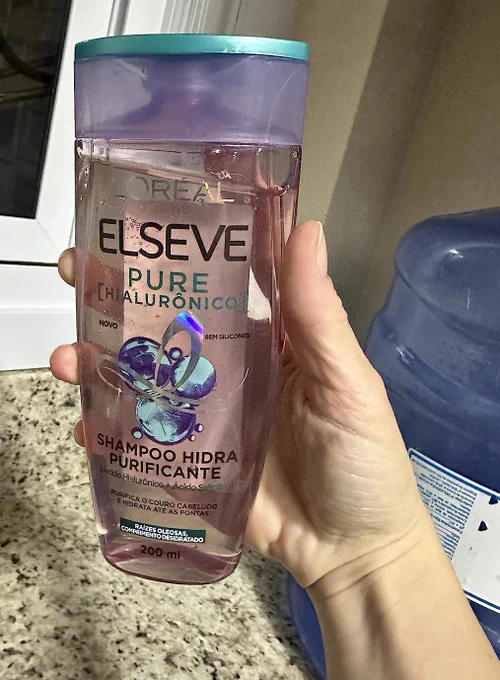 L'ORÉAL
ELSEVE
PURE
[HIALURÔNICO]
NOVO
SEM SILICONES
SHAMPOO HIDRA
PURIFICANTE
[Ácido Hialurônico + Ácido Salicílico]
PURIFICA O COURO CABELUDO
E HIDRATA ATÉ AS PONTAS
RAÍZES OLEOSAS,
COMPRIMENTO DESIDRATADO
200 ml